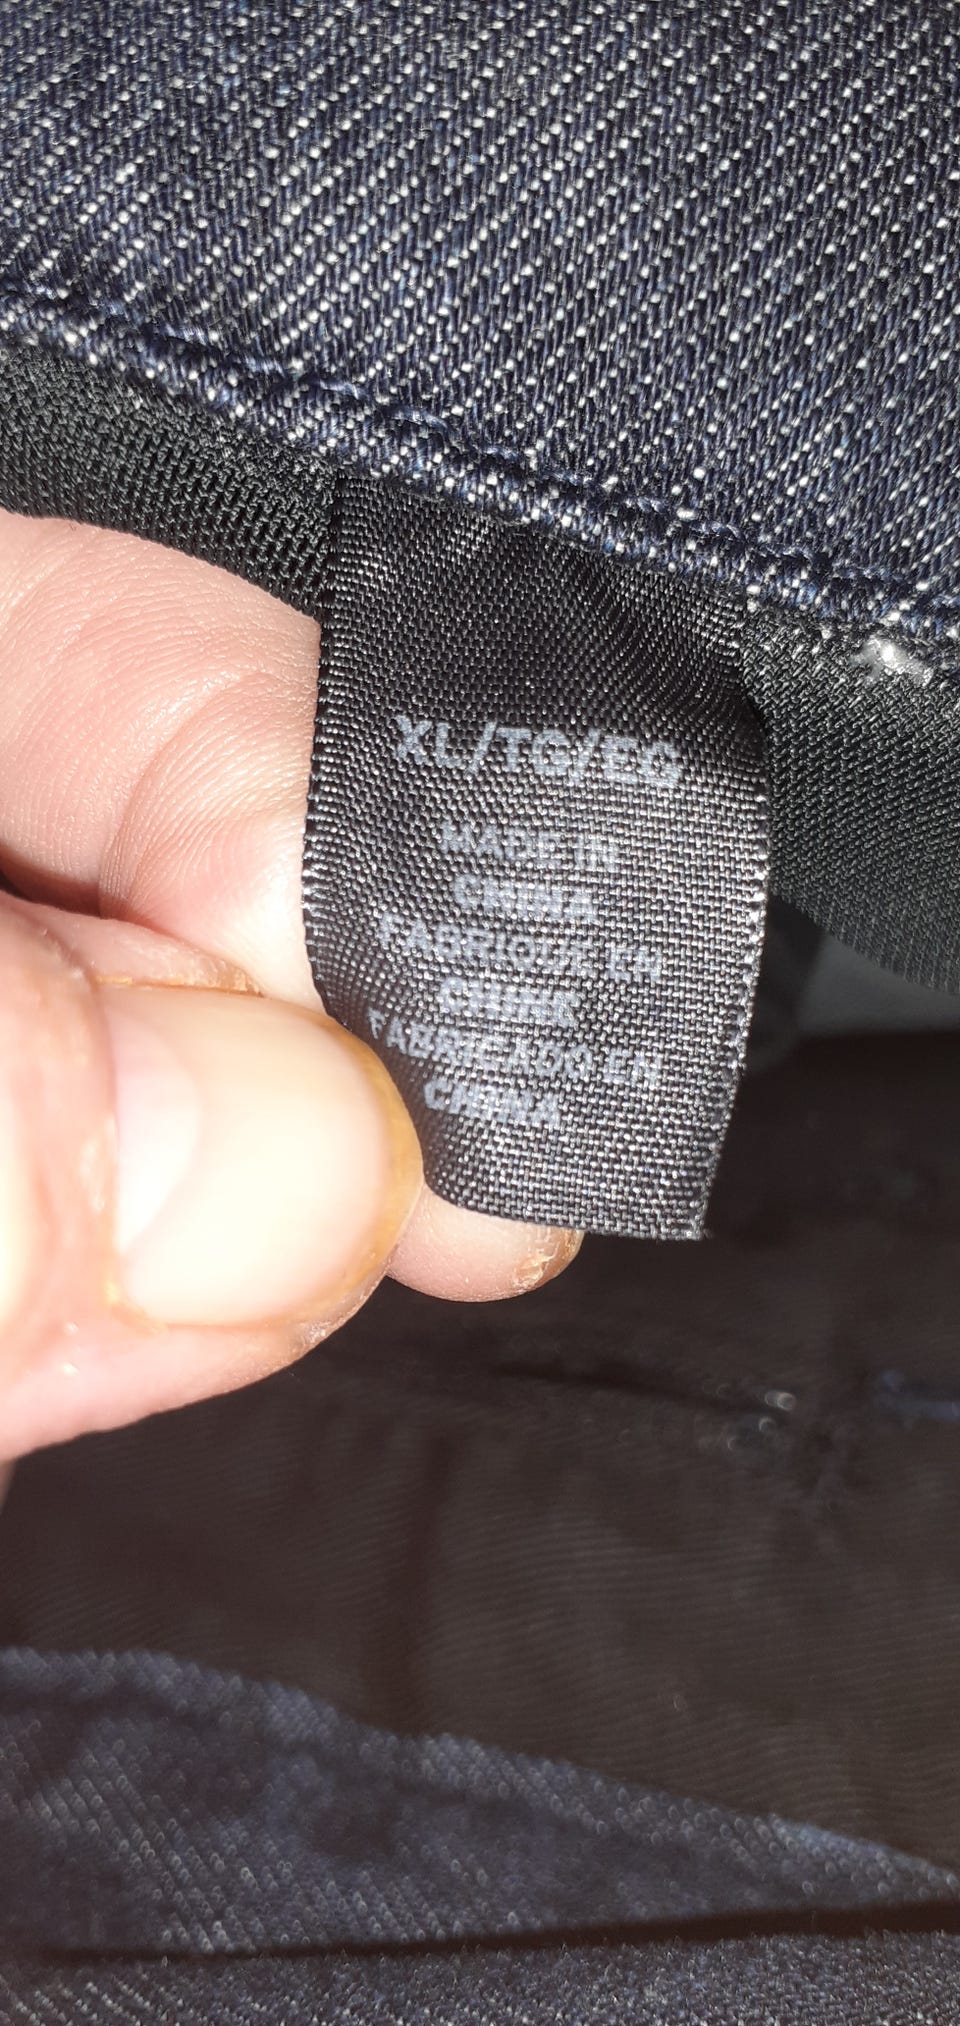 XL/TG/EG
MADE IN
CHINA
FABRIQUÉ EN
CHINE
FABRICADO EN
CHINA